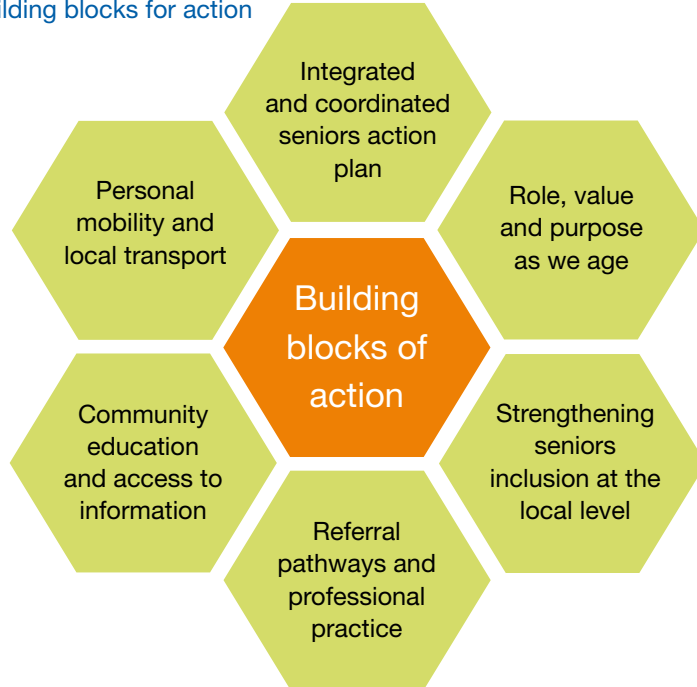 ilding blocks for action
Integrated
and coordinated
seniors action
plan
Role, value
and purpose
as we age
Strengthening
seniors
inclusion at the
local level
Referral
pathways and
professional
practice
Community
education
and access to
information
Personal
mobility and
local transport
Building
blocks of
action